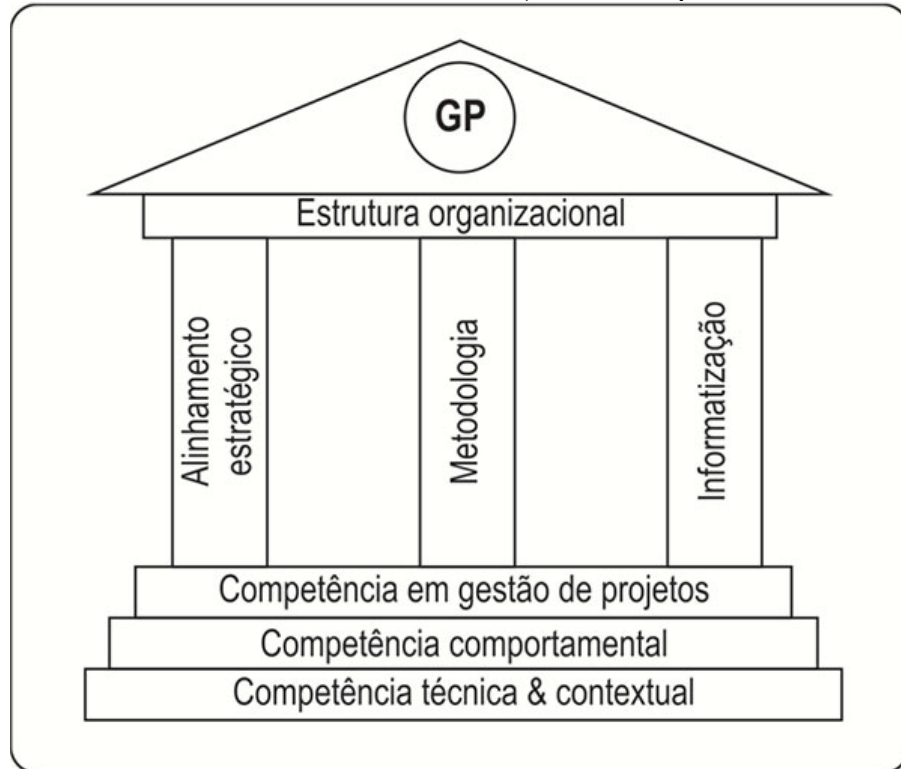 GP
Estrutura organizacional
Alinhamento
estratégico
Metodologia
Informatização
Competência em gestão de projetos
Competência comportamental
Competência técnica & contextual